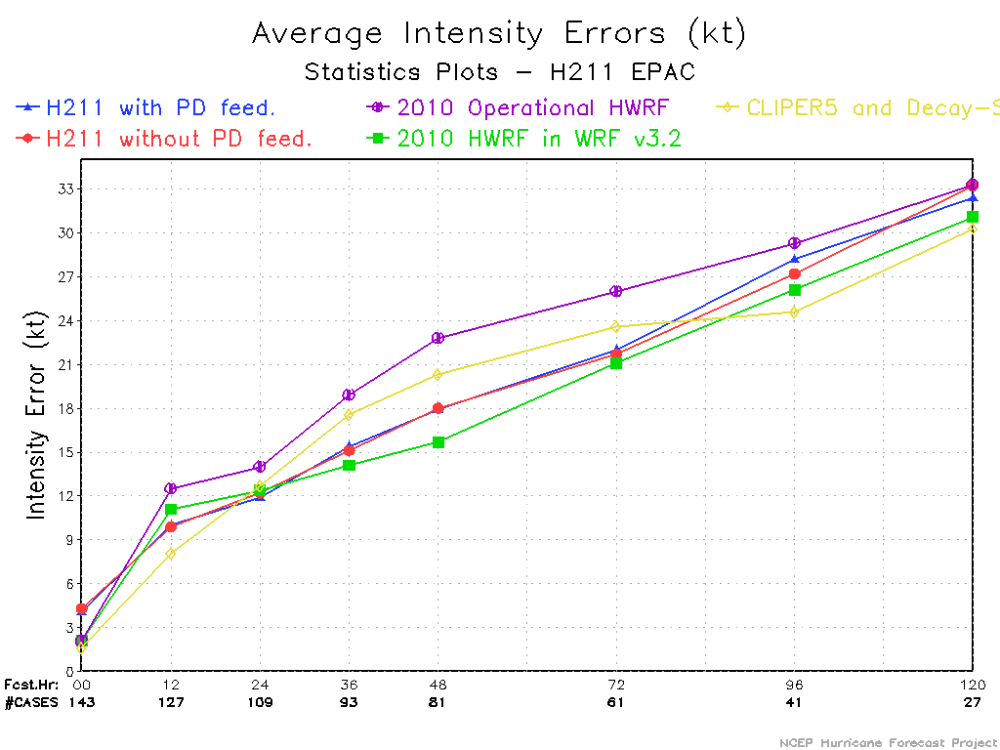 Average Intensity Errors (kt)
Statistics Plots – H211 EPAC
H211 with PD feed. 2010 Operational HWRF CLIPER5 and Decay-S
H211 without PD feed. 2010 HWRF in WRF v3.2
Intensity Error (kt)
33
30
27
24
21
18
15
12
9
6
3
0
Fcst.Hr: 00 12 24 36 48 72 96 120
#CASES 143 127 109 93 81 61 41 27
NCEP Hurricane Forecast Project